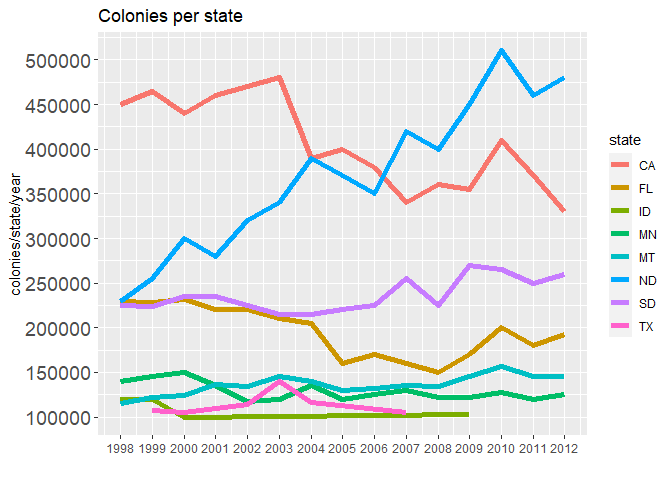 Colonies per state
colonies/state/year
500000
450000
400000
350000
300000
250000
200000
150000
100000
1998 1999 2000 2001 2002 2003 2004 2005 2006 2007 2008 2009 2010 2011 2012
state
CA
FL
ID
MN
MT
ND
SD
TX